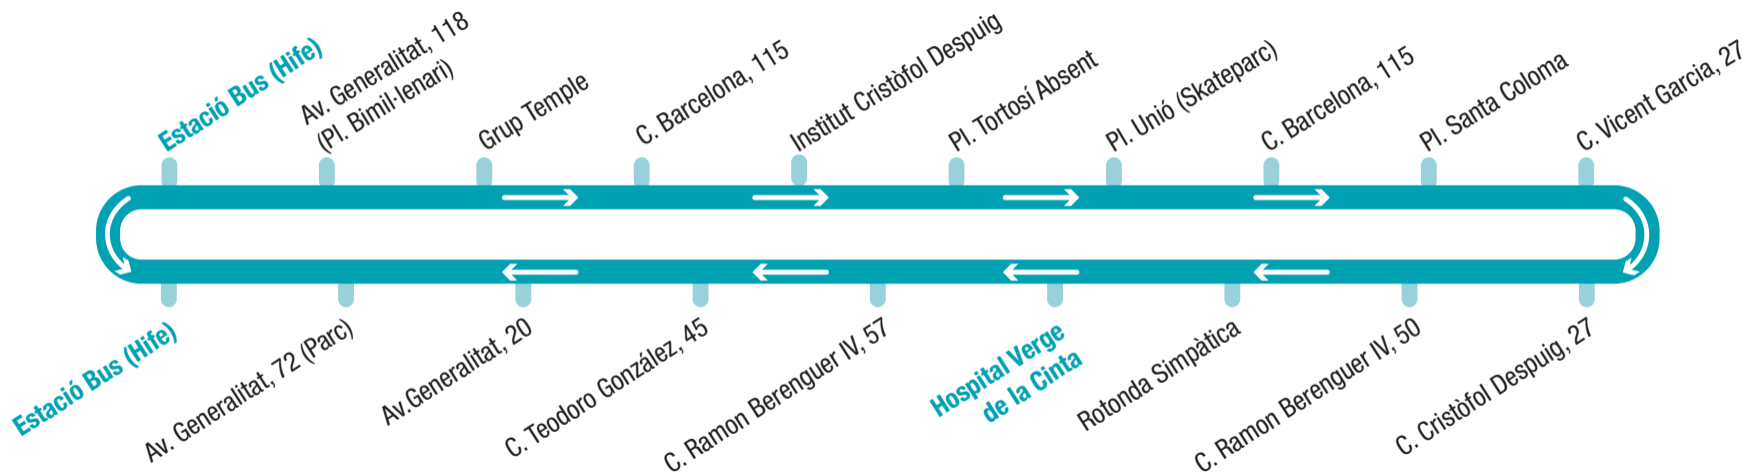 Estació Bus (Hife)
Av. Generalitat, 118
(Pl. Bimil·lenari)
Grup Temple
C. Barcelona, 115
Institut Cristòfol Despuig
Pl. Tortosí Absent
Pl. Unió (Skateparc)
C. Barcelona, 115
Pl. Santa Coloma
C. Vicent Garcia, 27
Estació Bus (Hife)
Av. Generalitat, 72 (Parc)
Av.Generalitat, 20
C. Teodoro González, 45
C. Ramon Berenguer IV, 57
Hospital Verge
de la Cinta
Rotonda Simpàtica
C. Ramon Berenguer IV, 50
C. Cristòfol Despuig, 27